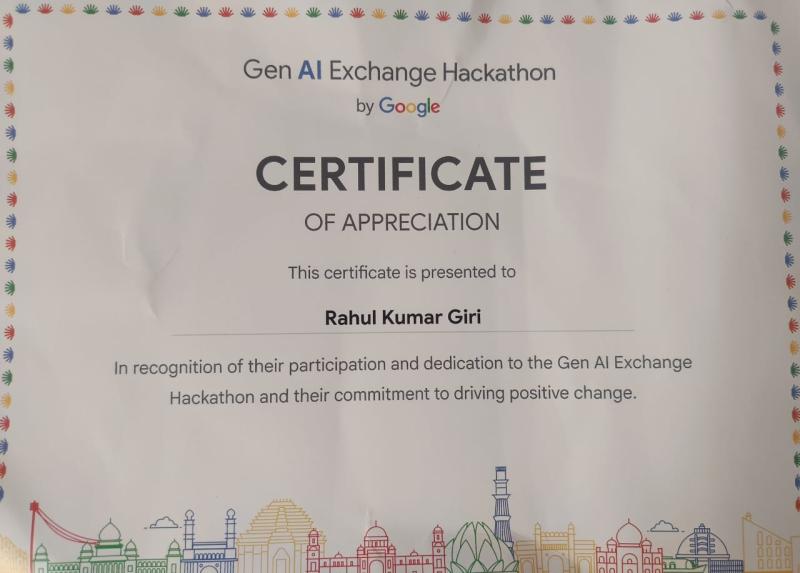 Gen AI Exchange Hackathon
by Google
CERTIFICATE
OF APPRECIATION
This certificate is presented to
Rahul Kumar Giri
In recognition of their participation and dedication to the Gen AI Exchange
Hackathon and their commitment to driving positive change.